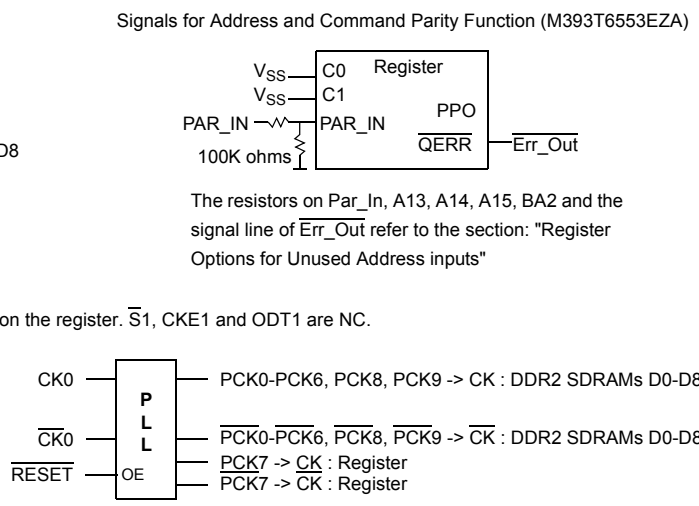 Signals for Address and Command Parity Function (M393T6553EZA)
VSS C0 Register
VSS C1
PPO
PAR_IN PAR_IN
QERR Err_Out
D8
100K ohms
The resistors on Par_In, A13, A14, A15, BA2 and the
signal line of Err_Out refer to the section: "Register
Options for Unused Address inputs"
on the register. S1, CKE1 and ODT1 are NC.
CK0 PCK0-PCK6, PCK8, PCK9 -> CK : DDR2 SDRAMs D0-D8
PLL
CK0 PCK0-PCK6, PCK8, PCK9 -> CK : DDR2 SDRAMs D0-D8
PCK7 -> CK : Register
RESET OE
PCK7 -> CK : Register